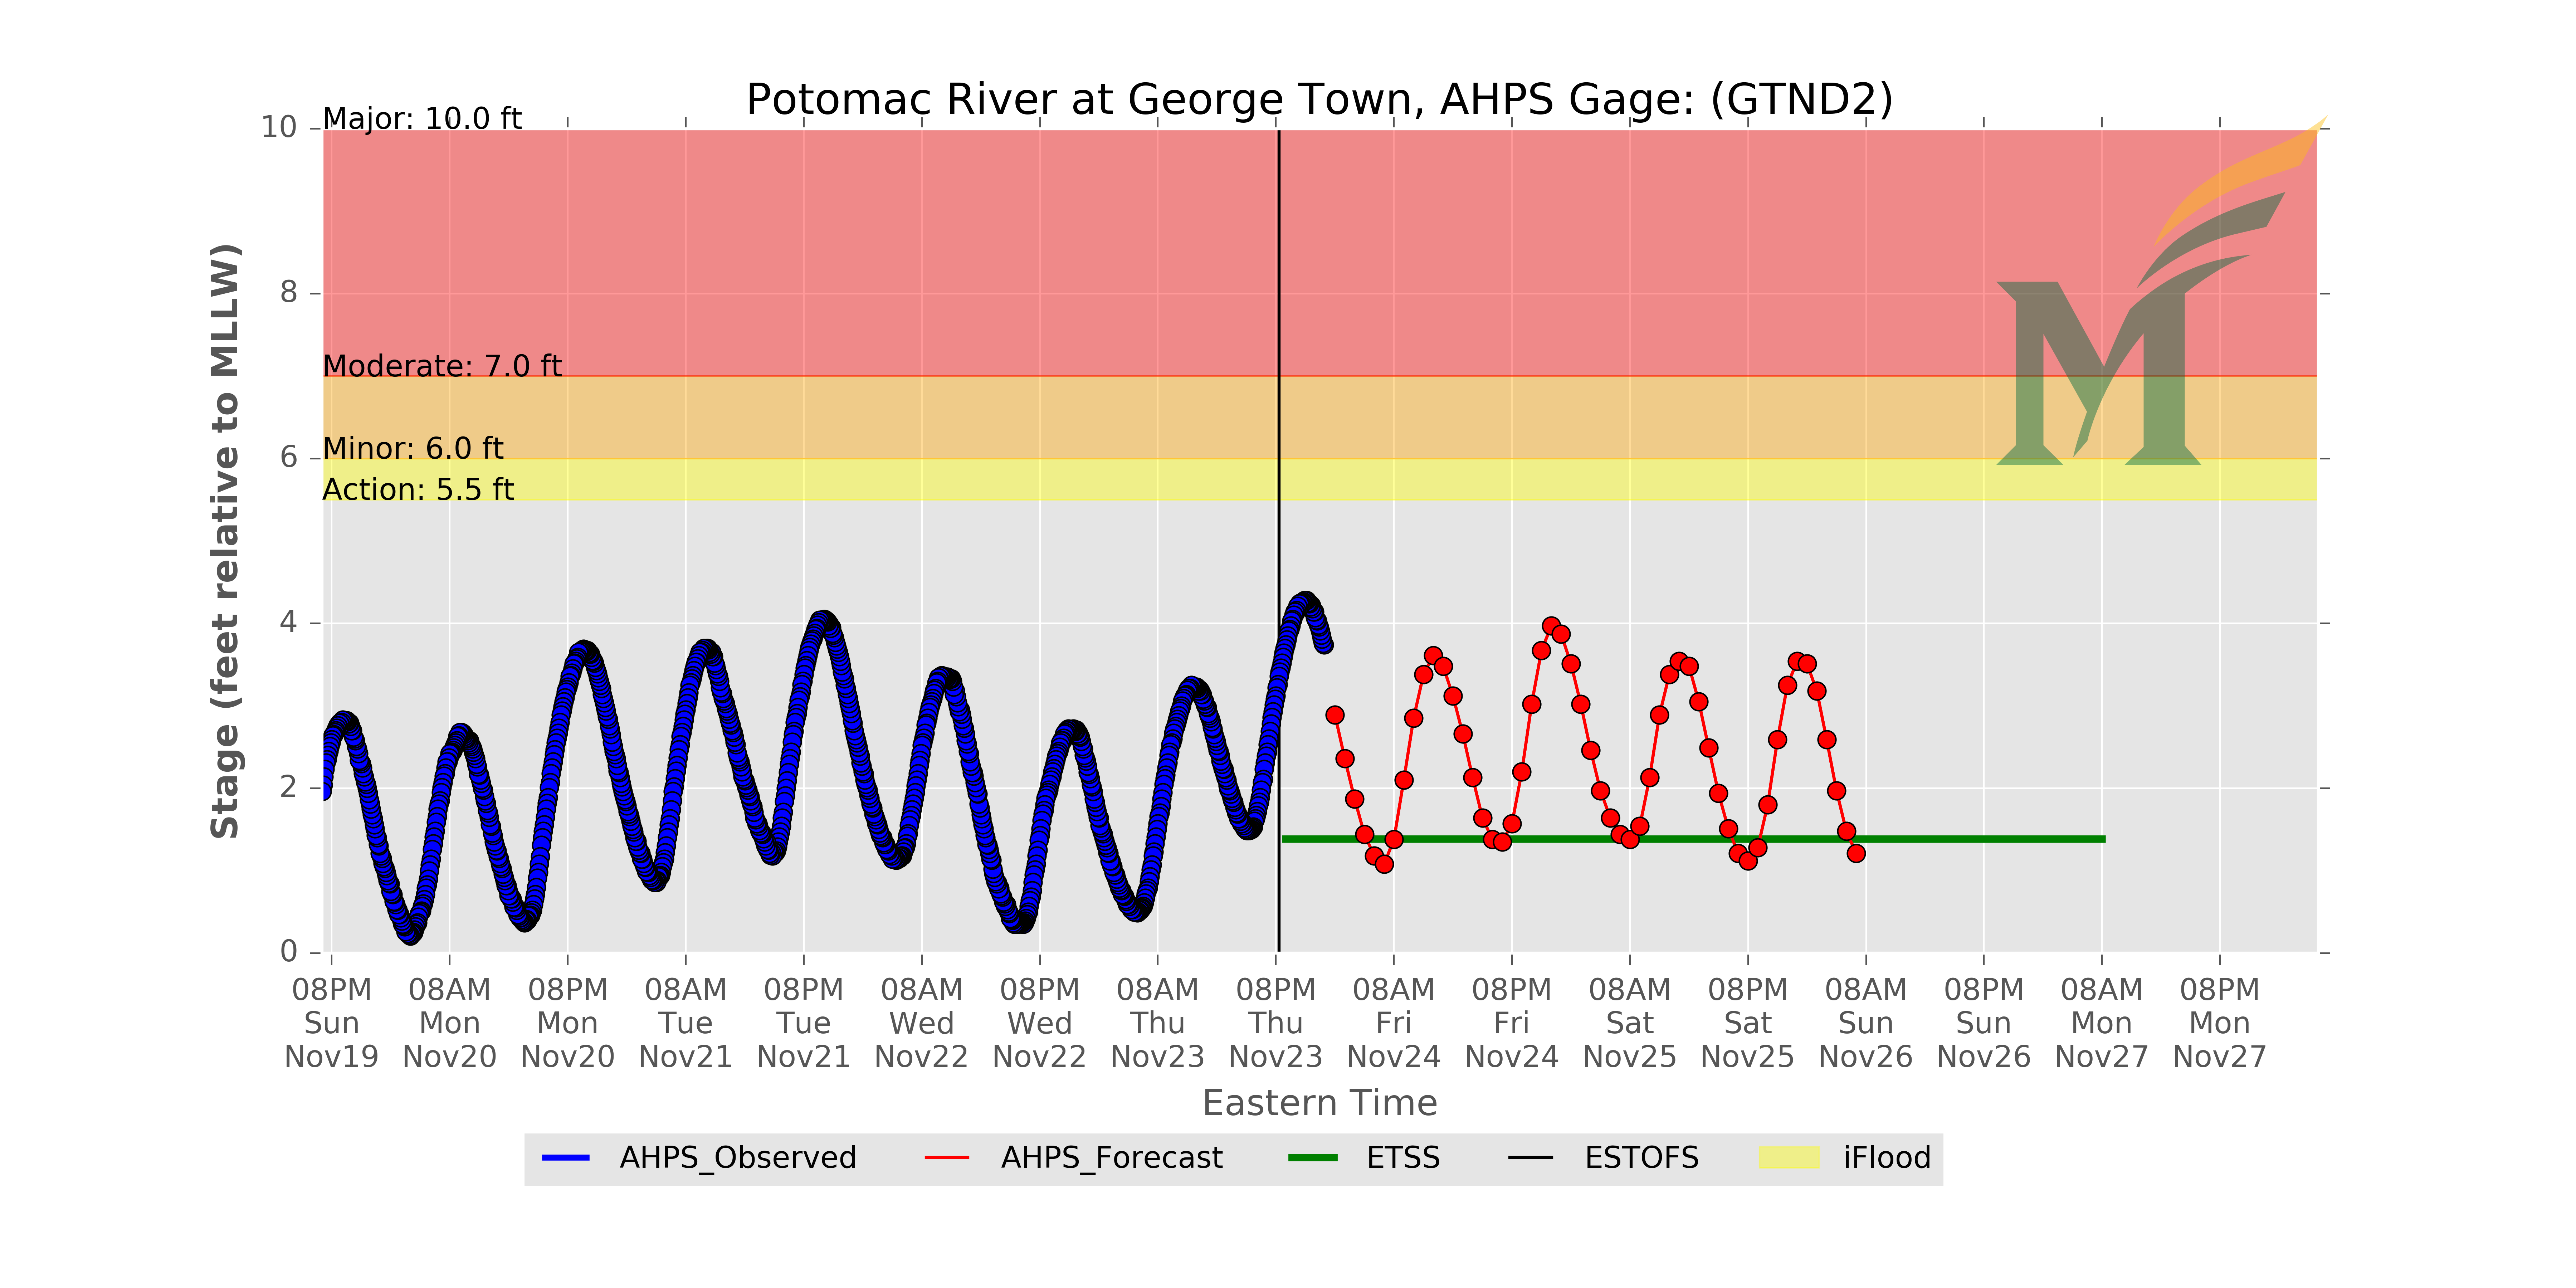 Potomac River at George Town, AHPS Gage: (GTND2)
Major: 10.0 ft
Moderate: 7.0 ft
Minor: 6.0 ft
Action: 5.5 ft
10
8
6
4
2
0
Stage (feet relative to MLLW)
08PM 08AM 08PM 08AM 08PM 08AM 08PM 08AM 08PM 08AM 08PM 08AM 08PM 08AM 08PM 08AM 08PM
Sun Mon Mon Tue Tue Wed Wed Thu Thu Fri Fri Sat Sat Sun Sun Mon Mon
Nov19 Nov20 Nov20 Nov21 Nov21 Nov22 Nov22 Nov23 Nov23 Nov24 Nov24 Nov25 Nov25 Nov26 Nov26 Nov27 Nov27
Eastern Time
AHPS_Observed AHPS_Forecast ETSS ESTOFS iFlood
M